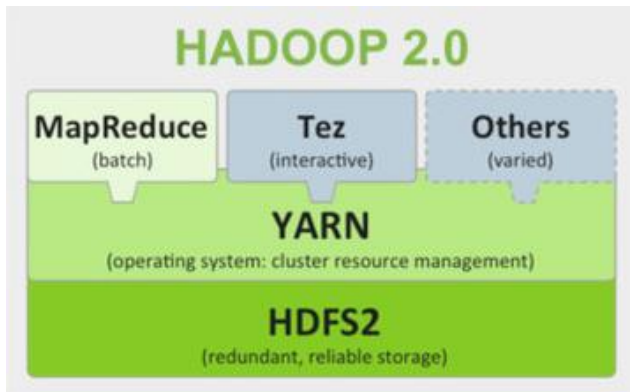 HADOOP 2.0
MapReduce
(batch)
Tez
(interactive)
Others
(varied)
YARN
(operating system: cluster resource management)
HDFS2
(redundant, reliable storage)